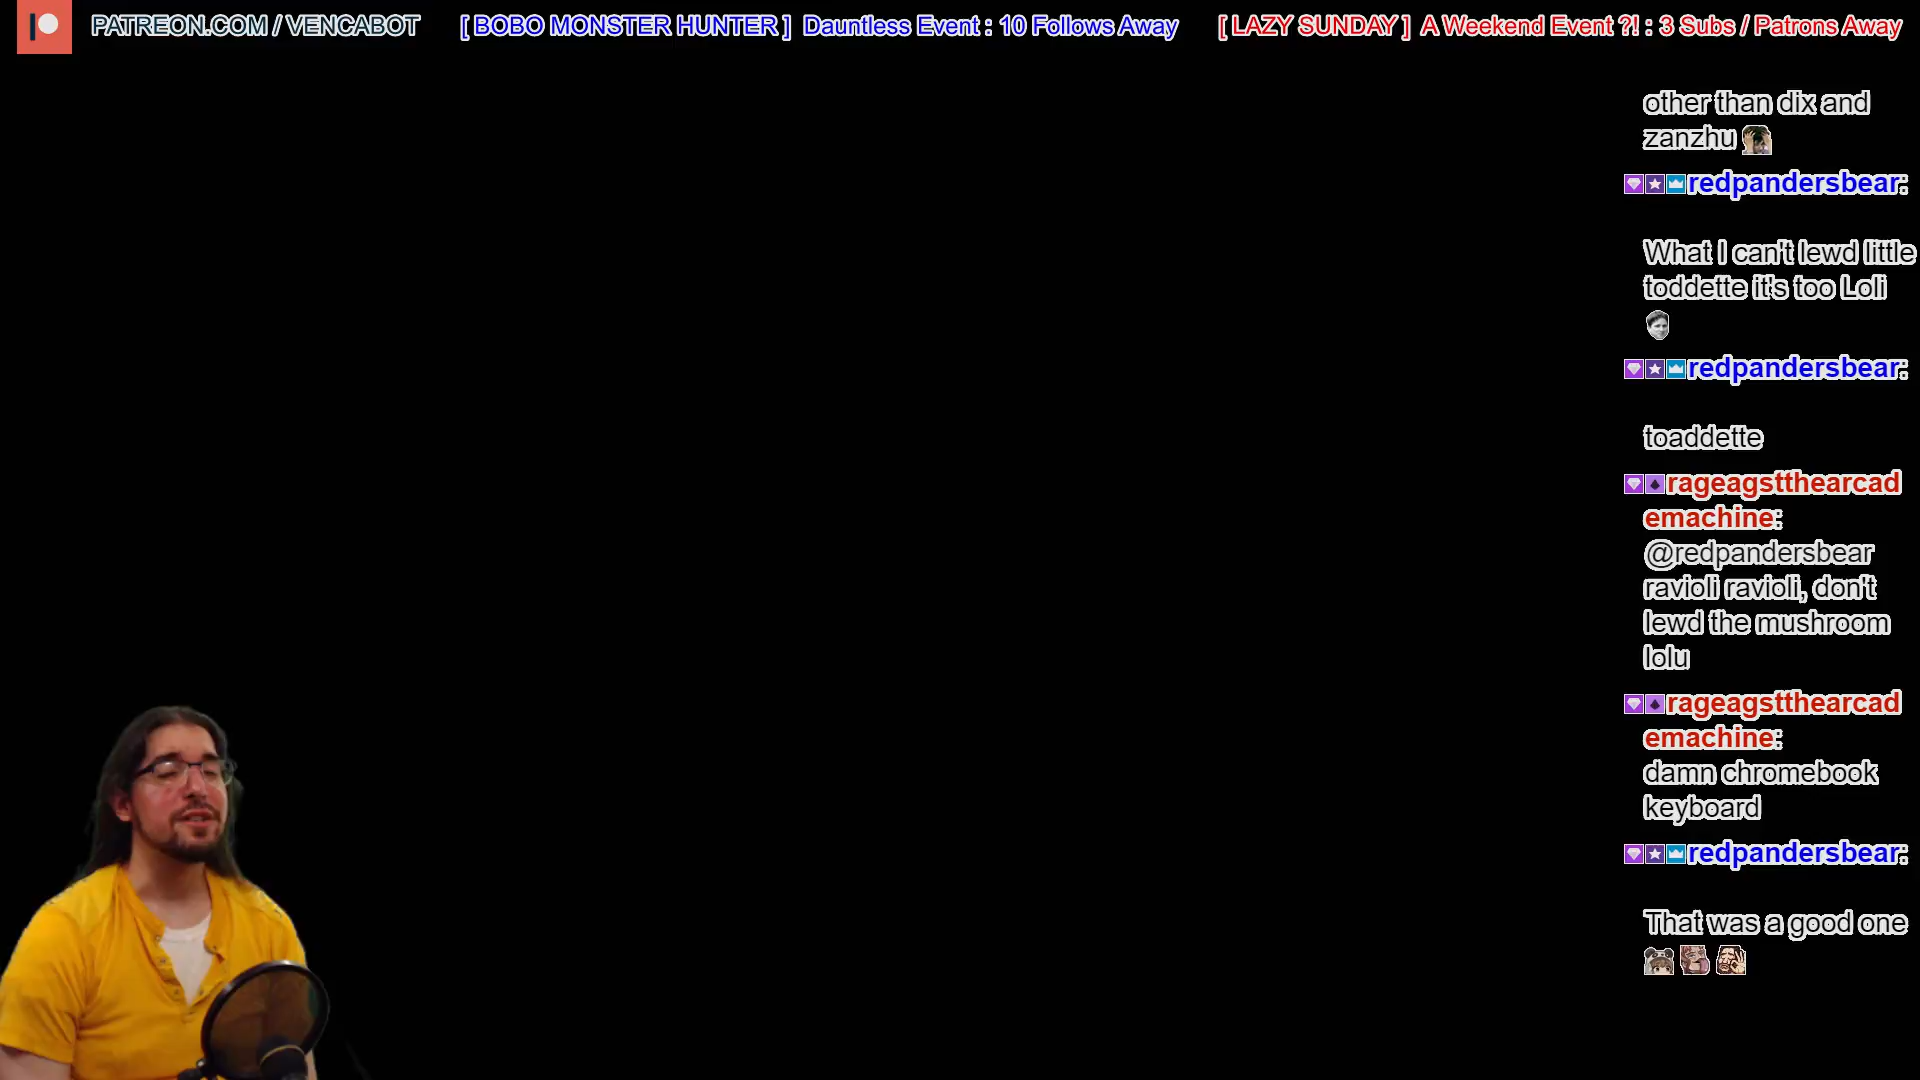 PATREON.COM / VENCABOT [ BOBO MONSTER HUNTER ] Dauntless Event : 10 Follows Away [ LAZY SUNDAY ] A Weekend Event ?! : 3 Subs / Patrons Away
other than dix and
zanzhu
redpandersbear:
What I can't lewd little
toddette it's too Loli
redpandersbear:
toaddette
rageagstthearcad
emachine:
@redpandersbear
ravioli ravioli, don't
lewd the mushroom
lolu
rageagstthearcad
emachine:
damn chromebook
keyboard
redpandersbear:
That was a good one